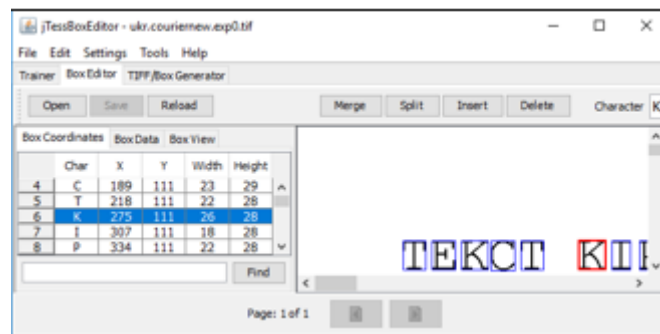 jTessBoxEditor - ukr.couriernew.exp0.tif
File Edit Settings Tools Help
Trainer Box Editor TIFF/Box Generator
Open Save Reload Merge Split Insert Delete Character K
Box Coordinates Box Data Box View
Char X Y Width Height
4 С 189 111 23 29
5 Т 218 111 22 28
6 К 275 111 26 28
7 І 307 111 18 28
8 Р 334 111 22 28
ТЕКСТ КІ
Find
Page: 1 of 1